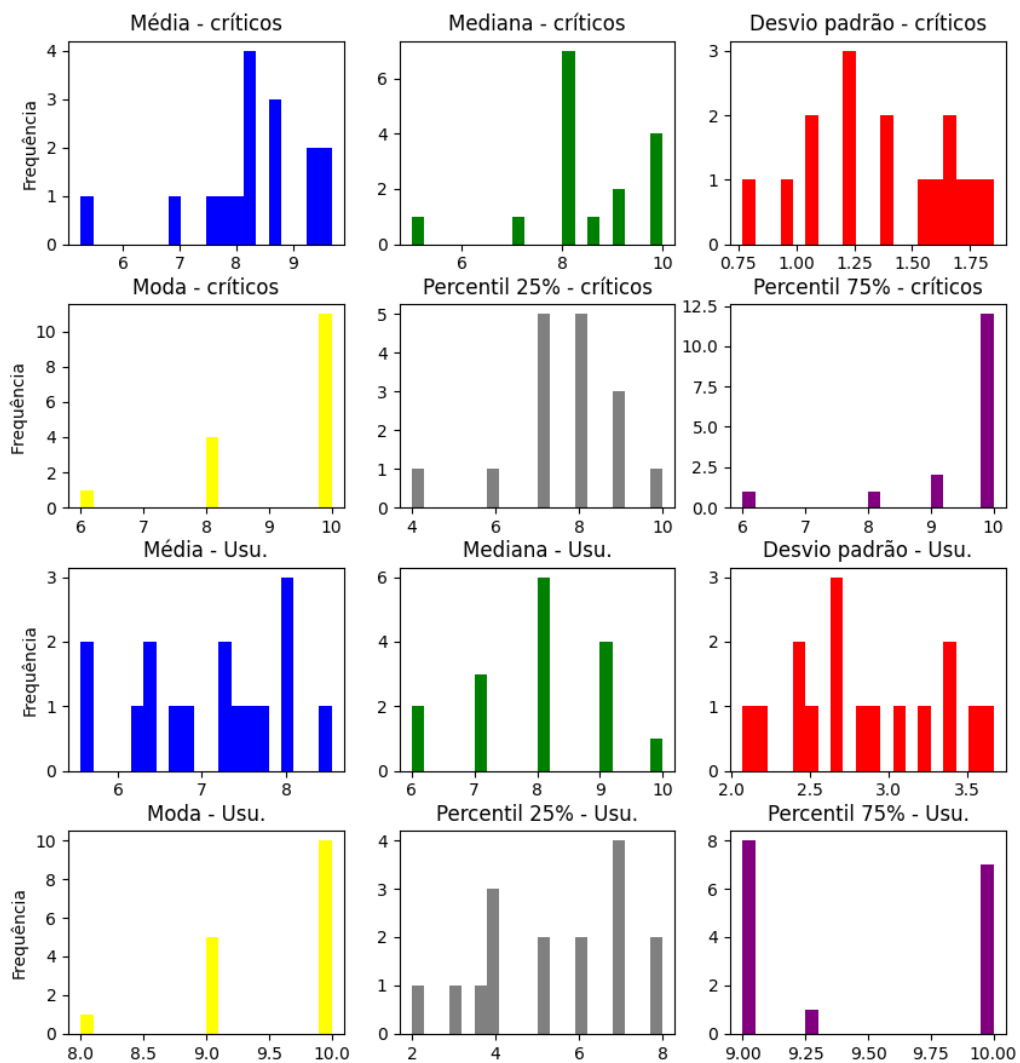 Média - críticos Mediana - críticos Desvio padrão - críticos
Frequência
4
3
2
1
0
6 7 8 9
6
4
2
0
6 8 10
3
2
1
0
0.75 1.00 1.25 1.50 1.75
Moda - críticos Percentil 25% - críticos Percentil 75% - críticos
Frequência
10
8
6
4
2
0
6 7 8 9 10
5
4
3
2
1
0
4 6 8 10
12.5
10.0
7.5
5.0
2.5
0.0
6 7 8 9 10
Média - Usu. Mediana - Usu. Desvio padrão - Usu.
Frequência
3
2
1
0
6 7 8
6
4
2
0
6 7 8 9 10
3
2
1
0
2.0 2.5 3.0 3.5
Moda - Usu. Percentil 25% - Usu. Percentil 75% - Usu.
Frequência
10
8
6
4
2
0
8.0 8.5 9.0 9.5 10.0
4
3
2
1
0
2 4 6 8
8
6
4
2
0
9.00 9.25 9.50 9.75 10.00